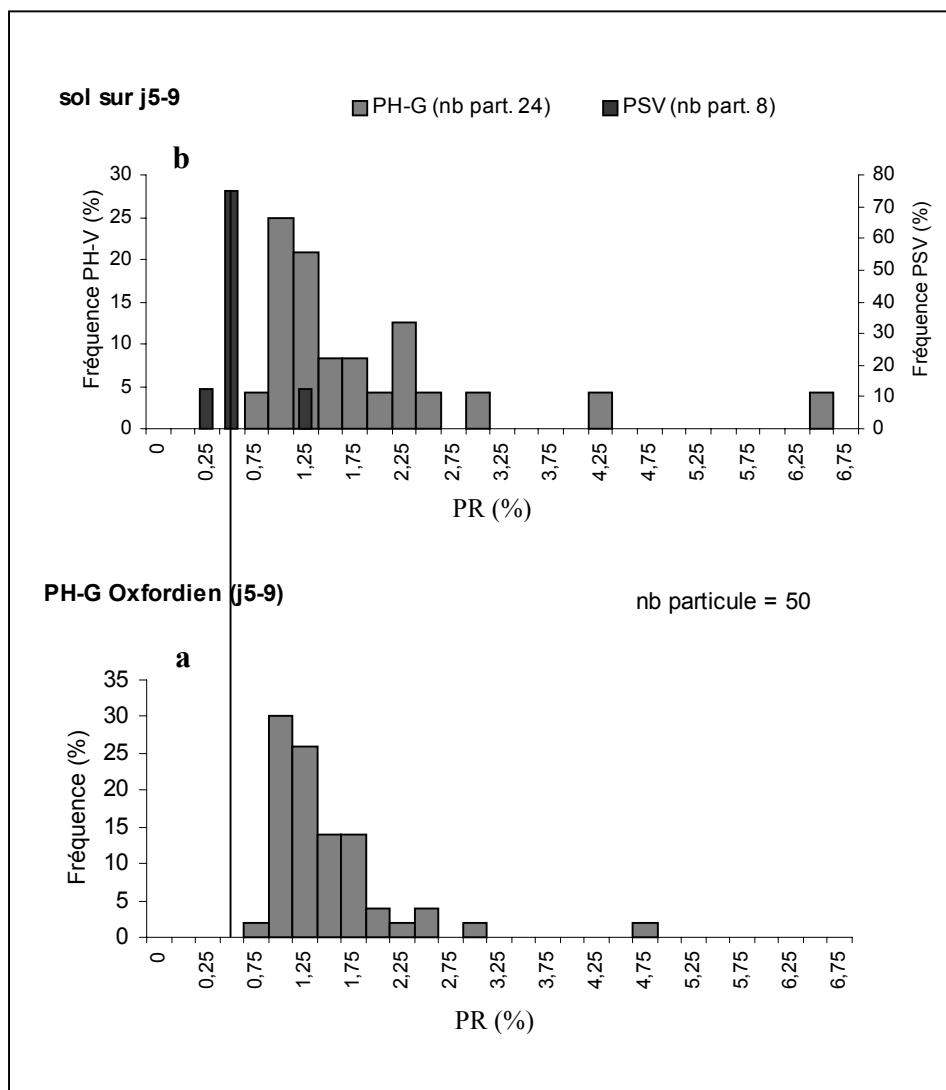 sol sur j5-9
PH-G (nb part. 24) PSV (nb part. 8)
b
Fréquence PH-V (%)
30
25
20
15
10
5
0
80
70
60
50
40
30
20
10
0
Fréquence PSV (%)
0 0,25 0,75 1,25 1,75 2,25 2,75 3,25 3,75 4,25 4,75 5,25 5,75 6,25 6,75
PR (%)
PH-G Oxfordien (j5-9)
nb particule = 50
a
Fréquence (%)
35
30
25
20
15
10
5
0
0 0,25 0,75 1,25 1,75 2,25 2,75 3,25 3,75 4,25 4,75 5,25 5,75 6,25 6,75
PR (%)